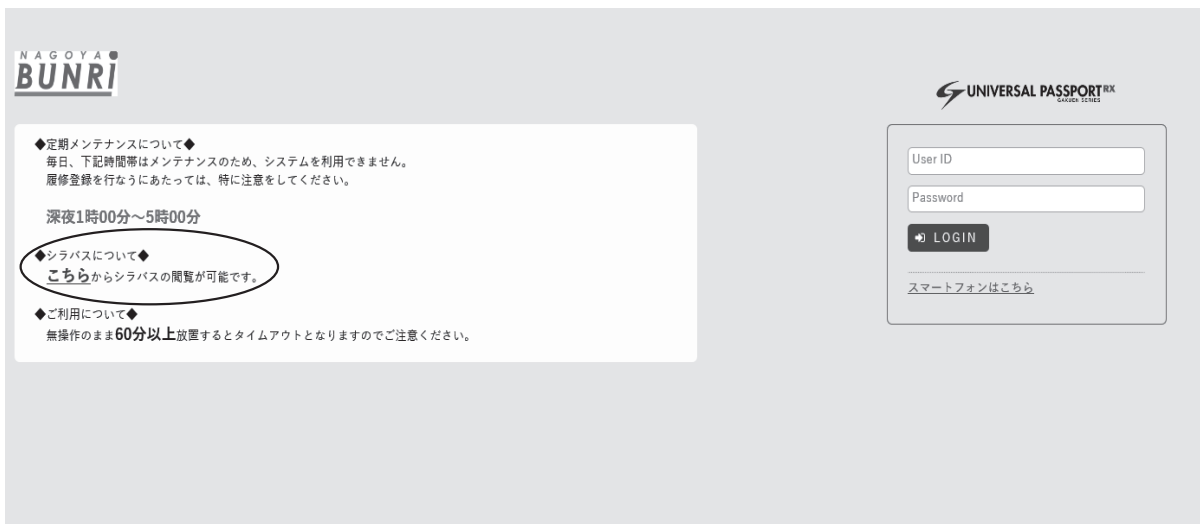 NAGOYA
BUNRI
UNIVERSAL PASSPORT RX
GAKUEN SERIES
◆定期メンテナンスについて◆
毎日、下記時間帯はメンテナンスのため、システムを利用できません。
履修登録を行なうにあたっては、特に注意をしてください。
深夜1時00分～5時00分
◆シラバスについて◆
こちらからシラバスの閲覧が可能です。
◆ご利用について◆
無操作のまま60分以上放置するとタイムアウトとなりますのでご注意ください。
User ID
Password
LOGIN
スマートフォンはこちら